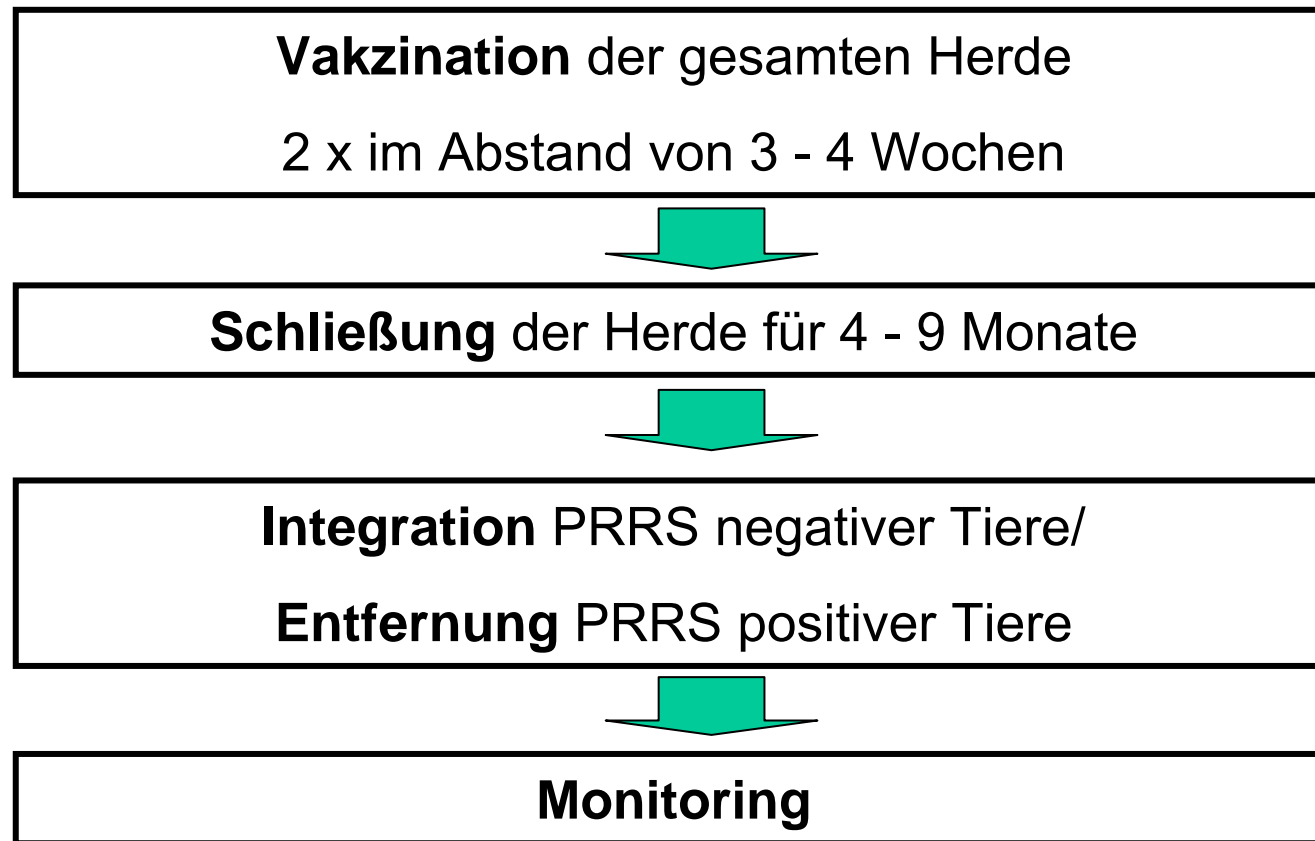 Vakzination der gesamten Herde
2 x im Abstand von 3 - 4 Wochen
Schließung der Herde für 4 - 9 Monate
Integration PRRS negativer Tiere/
Entfernung PRRS positiver Tiere
Monitoring